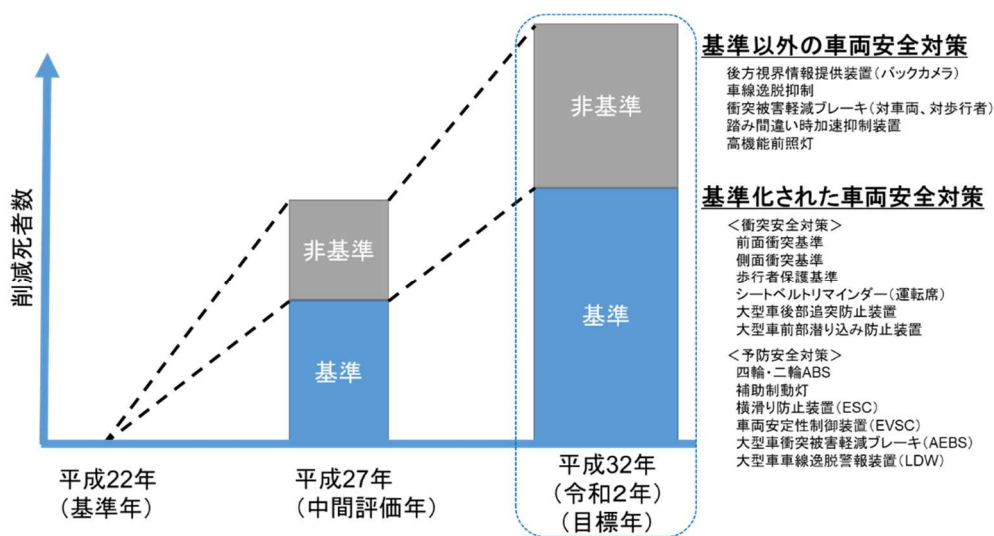 削減死者数
非基準
基準
非基準
基準
平成22年
(基準年)
平成27年
(中間評価年)
平成32年
(令和2年)
(目標年)
基準以外の車両安全対策
後方視界情報提供装置(バックカメラ)
車線逸脱抑制
衝突被害軽減ブレーキ(対車両、対歩行者)
踏み間違い時加速抑制装置
高機能前照灯
基準化された車両安全対策
<衝突安全対策>
前面衝突基準
側面衝突基準
歩行者保護基準
シートベルトリマインダー(運転席)
大型車後部追突防止装置
大型車前部潜り込み防止装置
<予防安全対策>
四輪・二輪ABS
補助制動灯
横滑り防止装置(ESC)
車両安定性制御装置(EVSC)
大型車衝突被害軽減ブレーキ(AEBS)
大型車車線逸脱警報装置(LDW)